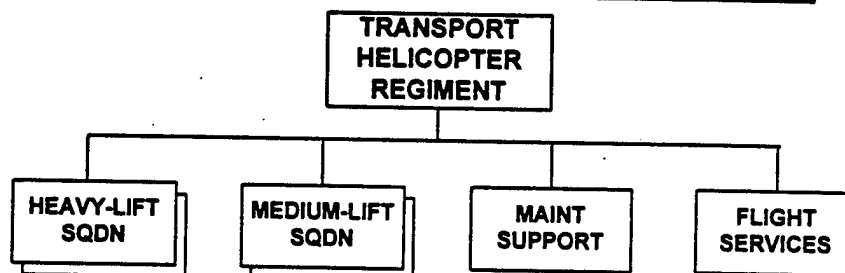 TRANSPORT
HELICOPTER
REGIMENT
HEAVY-LIFT
SQDN
MEDIUM-LIFT
SQDN
MAINT
SUPPORT
FLIGHT
SERVICES